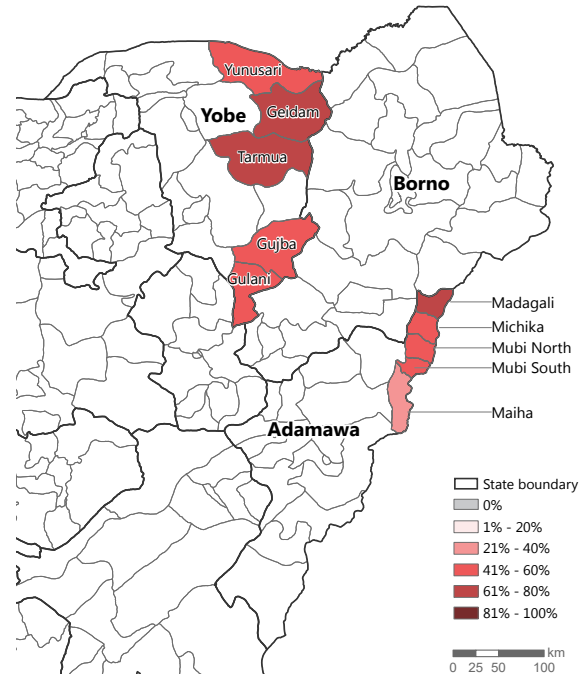 Yunusari
Yobe
Geidam
Tarmua
Borno
Gujba
Gulani
Madagali
Michika
Mubi North
Mubi South
Maiha
Adamawa
State boundary
0%
1% - 20%
21% - 40%
41% - 60%
61% - 80%
81% - 100%
km
0 25 50 100